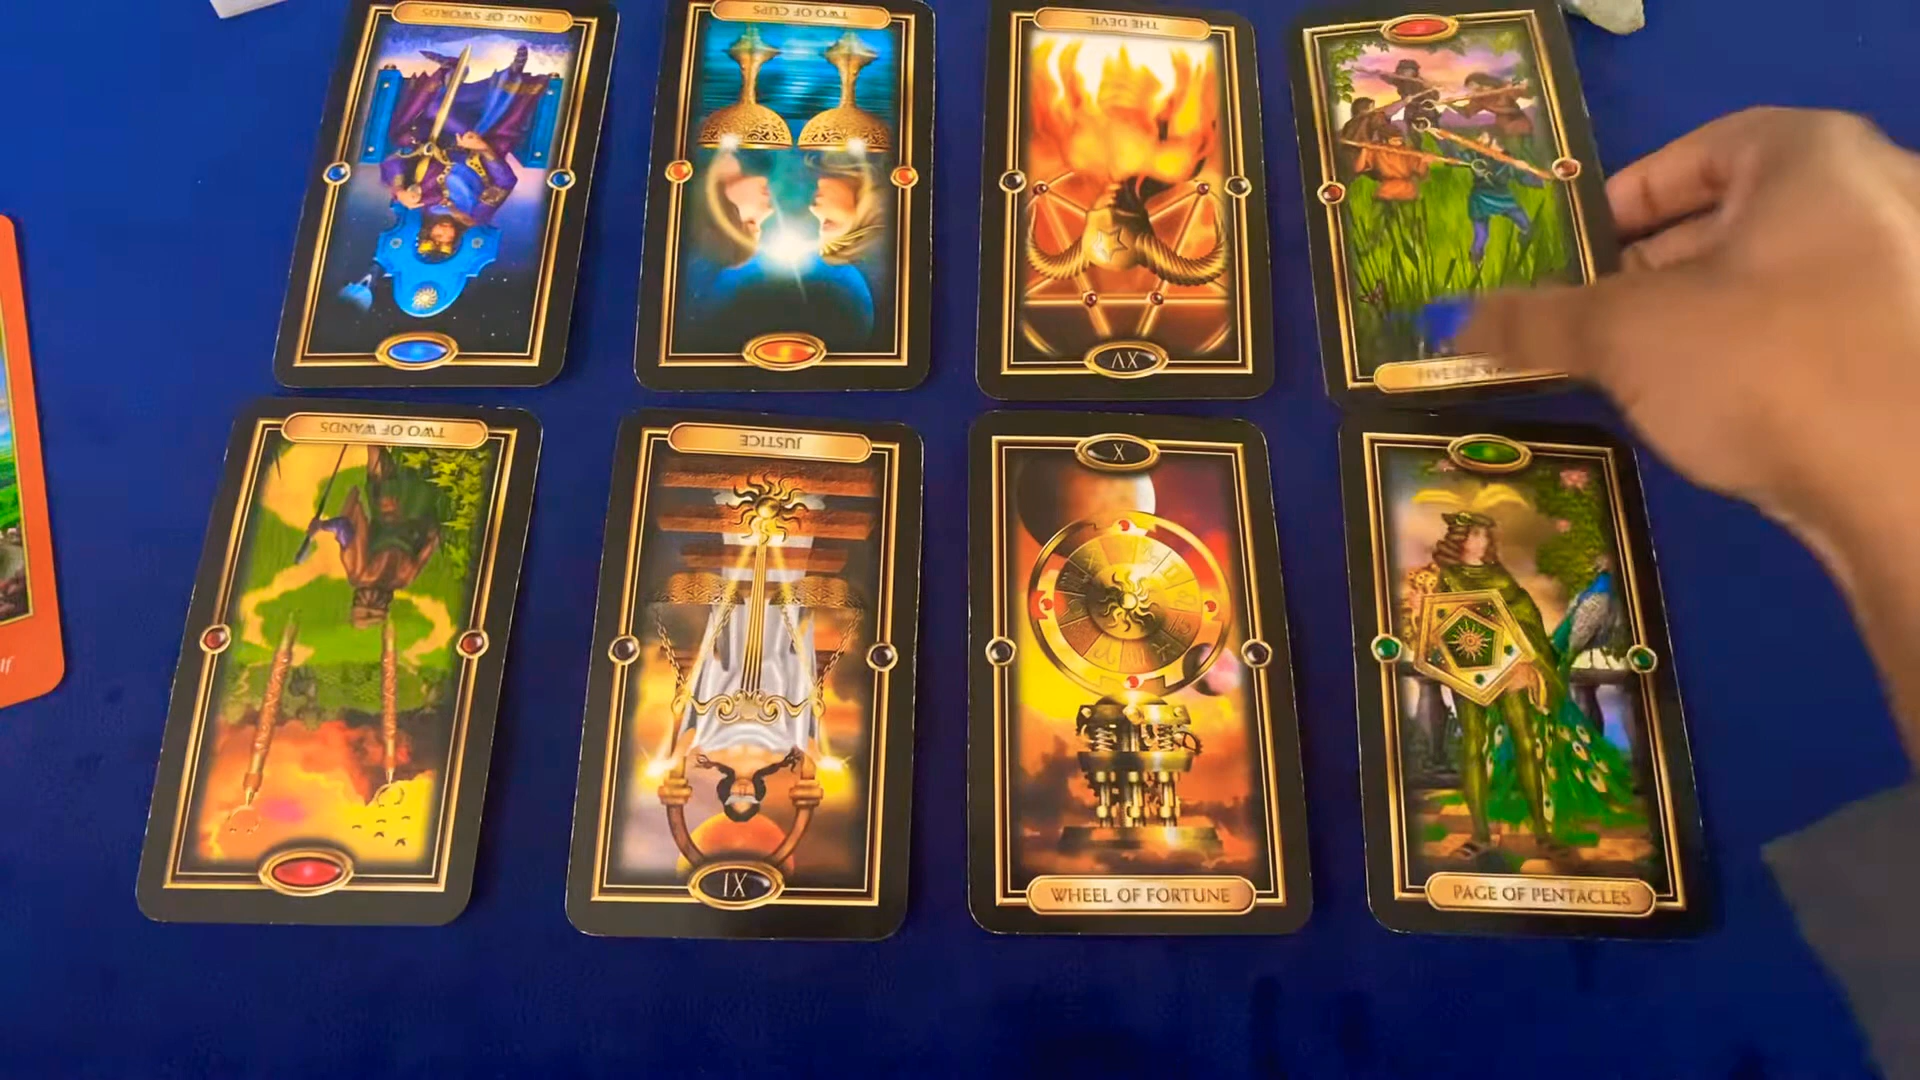 KING OF SWORDS
TWO OF CUPS
THE DEVIL
XV
TWO OF WANDS
JUSTICE
XI
X
WHEEL OF FORTUNE
PAGE OF PENTACLES
lf